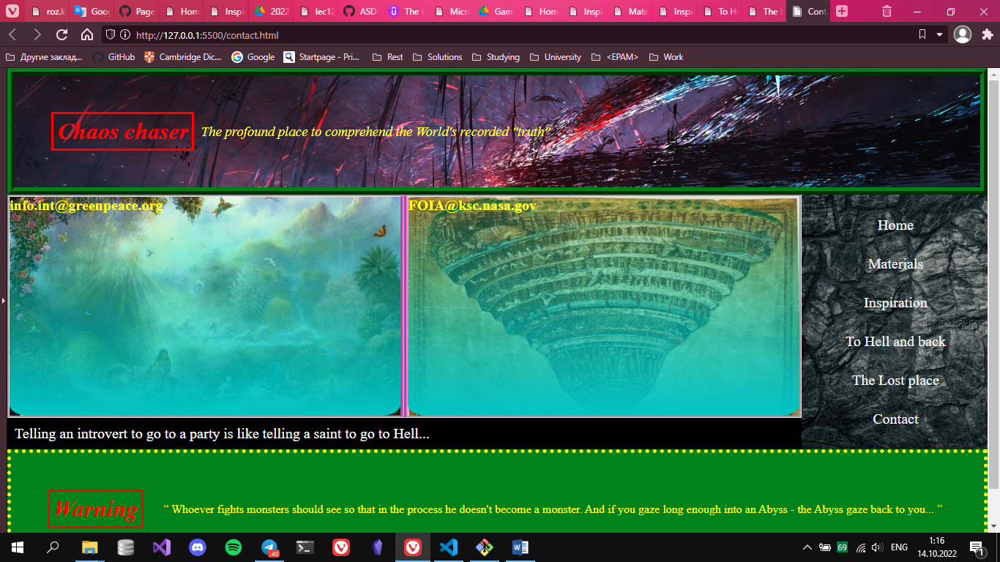 roz.k
Goog
Page
Hom
Inspi
2022
lec12
ASD-
The G
Micr
Gam
Hom
Inspi
Mate
Inspi
To H
The L
Cont
http://127.0.0.1:5500/contact.html
Другие заклад...
GitHub
Cambridge Dic...
Google
Startpage - Pri...
Rest
Solutions
Studying
University
<EPAM>
Work
Chaos chaser
The profound place to comprehend the World's recorded "truth"
info.int@greenpeace.org
FOIA@ksc.nasa.gov
Home
Materials
Inspiration
To Hell and back
The Lost place
Contact
Telling an introvert to go to a party is like telling a saint to go to Hell...
Warning
“ Whoever fights monsters should see so that in the process he doesn't become a monster. And if you gaze long enough into an Abyss - the Abyss gaze back to you... ”
40
69
ENG
1:16
14.10.2022
1